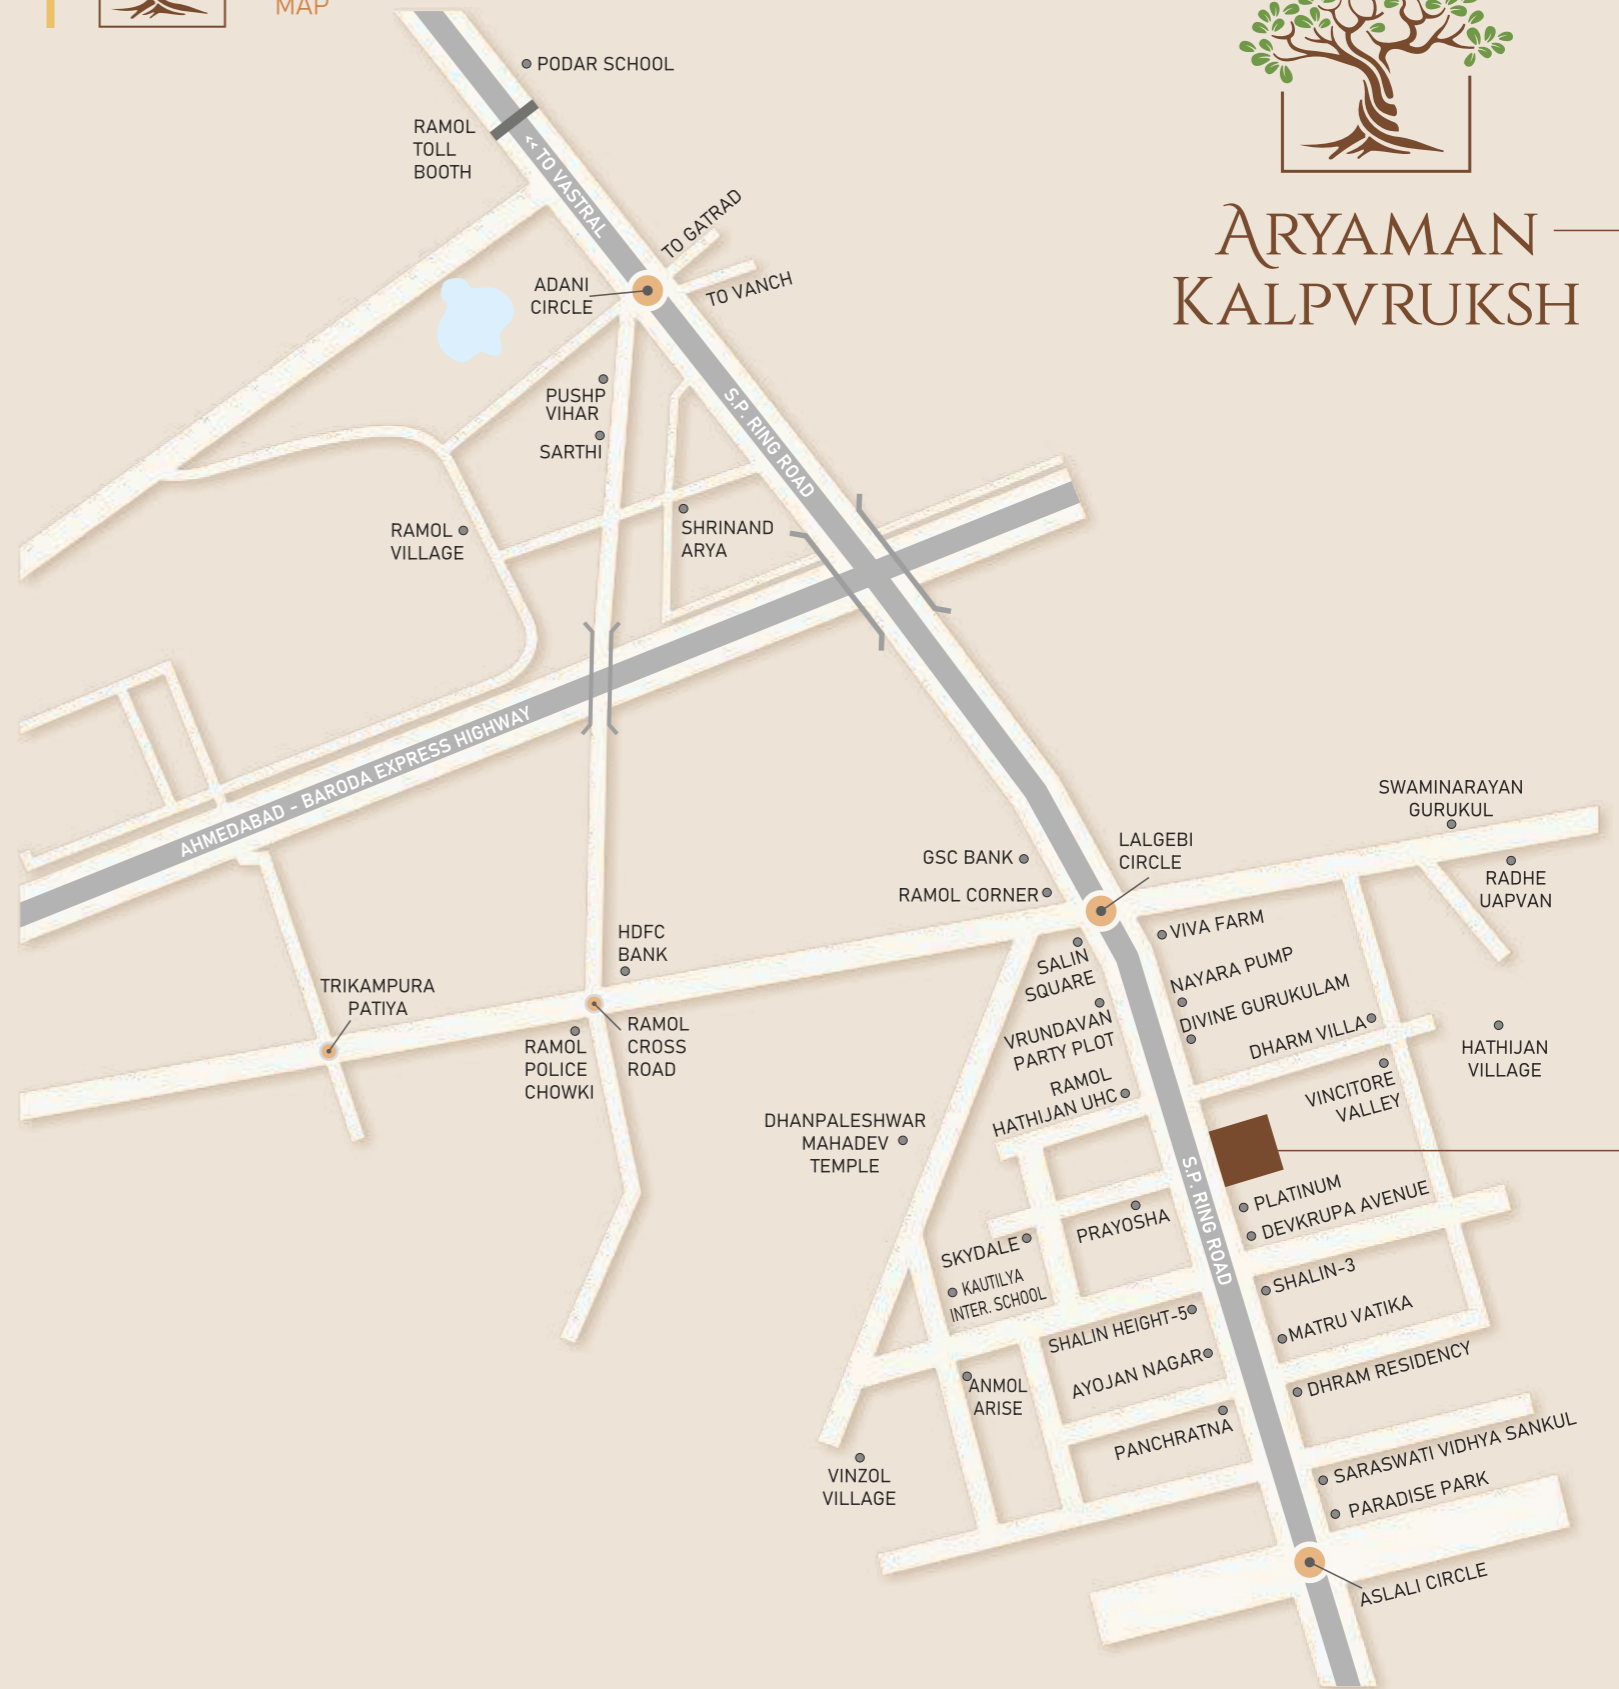 MAP
PODAR SCHOOL
RAMOL
TOLL
BOOTH
<< TO VASTRAL
TO GATRAD
TO VANCH
ADANI
CIRCLE
ARYAMAN
KALPVRUKSH
PUSHP
VIHAR
SARTHI
S.P. RING ROAD
RAMOL
VILLAGE
SHRINAND
ARYA
AHMEDABAD - BARODA EXPRESS HIGHWAY
SWAMINARAYAN
GURUKUL
LALGEBI
CIRCLE
GSC BANK
RAMOL CORNER
RADHE
UAPVAN
VIVA FARM
HDFC
BANK
SALIN
SQUARE
NAYARA PUMP
TRIKAMPURA
PATIYA
DIVINE GURUKULAM
VRUNDAVAN
PARTY PLOT
DHARM VILLA
HATHIJAN
VILLAGE
RAMOL
POLICE
CHOWKI
RAMOL
CROSS
ROAD
RAMOL
HATHIJAN UHC
VINCITORE
VALLEY
DHANPALESHWAR
MAHADEV
TEMPLE
S.P. RING ROAD
PLATINUM
DEVKRUPA AVENUE
PRAYOSHA
SKYDALE
KAUTILYA
INTER. SCHOOL
SHALIN-3
SHALIN HEIGHT-5
MATRU VATIKA
AYOJAN NAGAR
DHRAM RESIDENCY
ANMOL
ARISE
PANCHRATNA
SARASWATI VIDHYA SANKUL
VINZOL
VILLAGE
PARADISE PARK
ASLALI CIRCLE